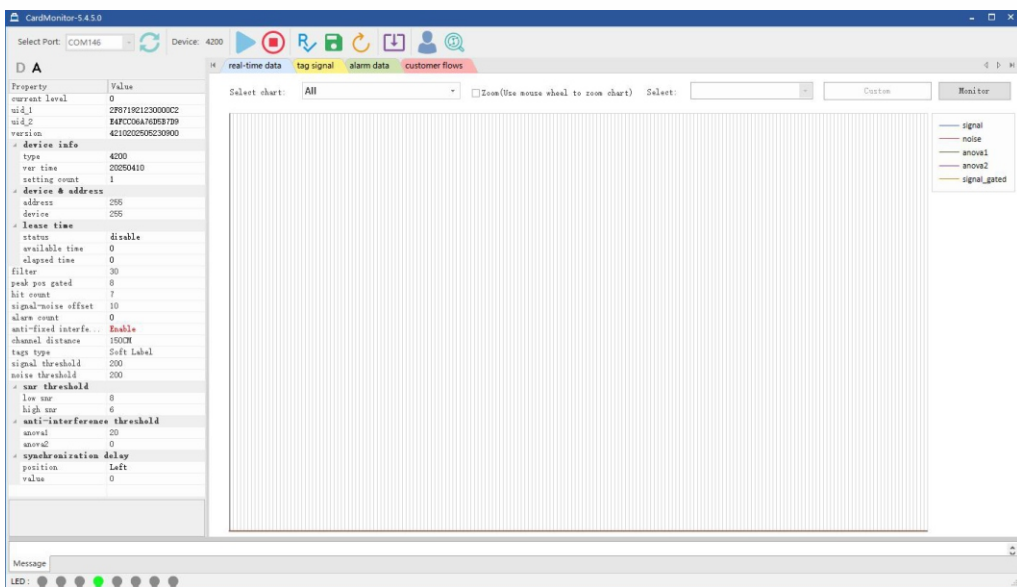 CardMonitor-5.4.5.0
Select Port: COM146 Device: 4200
D A
real-time data tag signal alarm data customer flows
Property Value
current level 0
uid_1 2F871921230000C2
uid_2 E4FCC06A76D5B7D9
version 4210202505230900
device info
type 4200
ver time 20250410
setting count 1
device & address
address 255
device 255
lease time
status disable
available time 0
elapsed time 0
filter 30
peak pos gated 8
hit count 7
signal-noise offset 10
alarm count 0
anti-fixed interfe... Enable
channel distance 150CM
tags type Soft Label
signal threshold 200
noise threshold 200
snr threshold
low snr 8
high snr 6
anti-interference threshold
anova1 20
anova2 0
synchronization delay
position Left
value 0
Select chart: All Zoom(Use mouse wheel to zoom chart) Select: Custom Monitor
signal
noise
anova1
anova2
signal_gated
Message
LED :